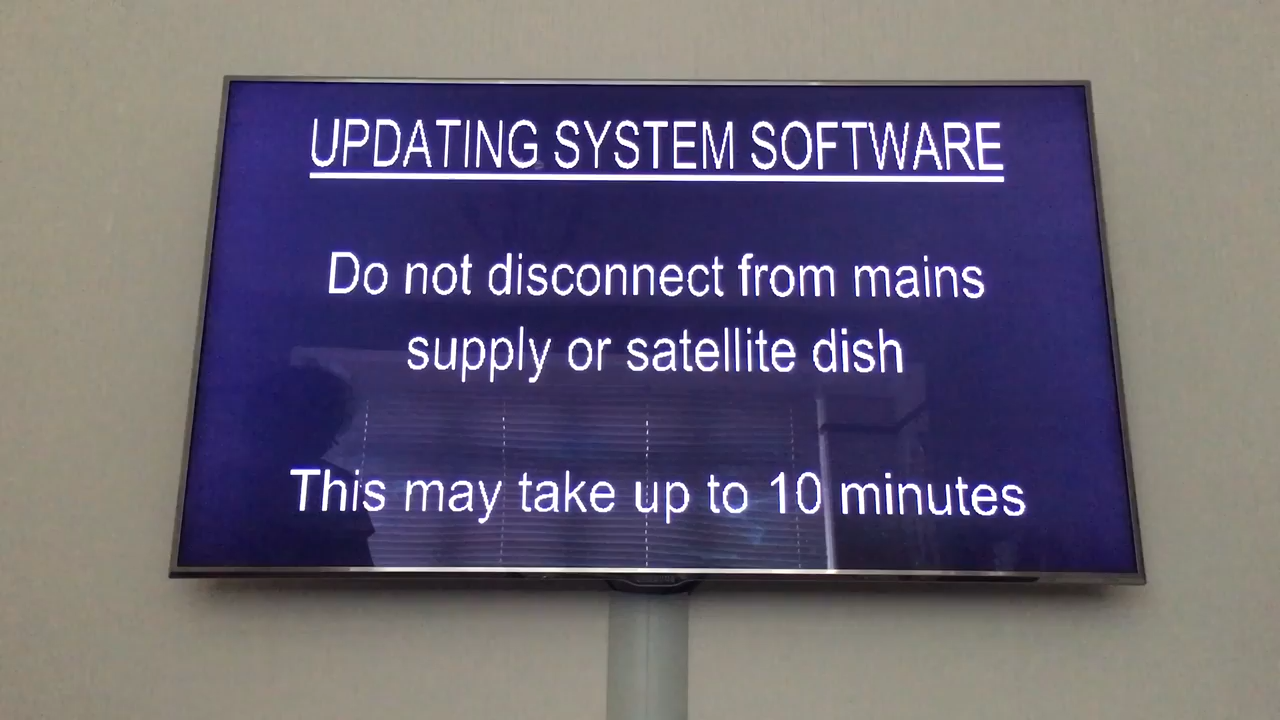 UPDATING SYSTEM SOFTWARE
Do not disconnect from mains
supply or satellite dish
This may take up to 10 minutes